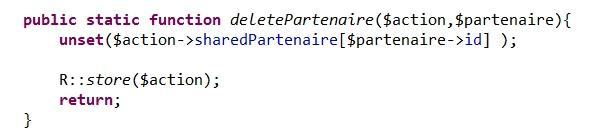 public static function deletePartenaire($action,$partenaire){
unset($action->sharedPartenaire[$partenaire->id] );
R::store($action);
return;
}